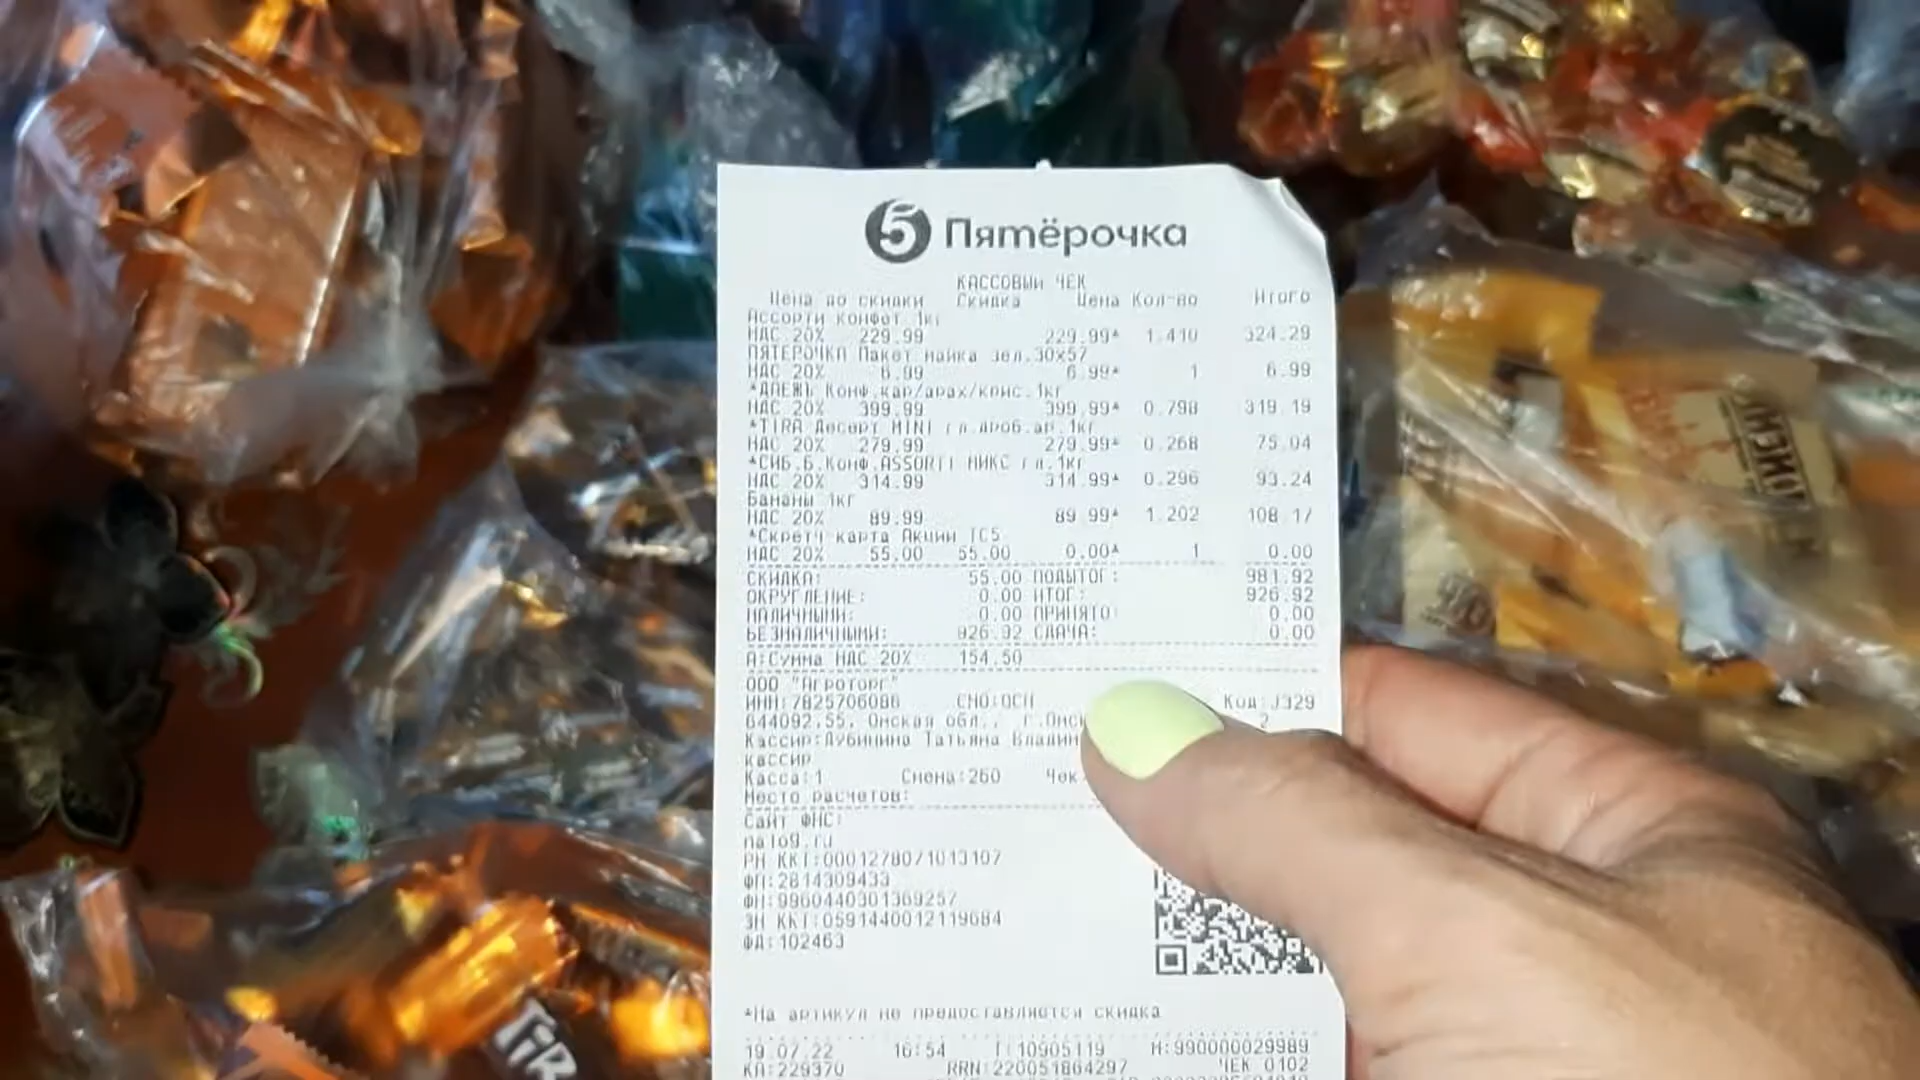 5 Пятёрочка
КАССОВЫЙ ЧЕК
Цена до скидки Скидка Цена Кол-во Итого
Ассорти конфет 1кг
НДС 20% 229.99 229.99* 1.410 324.29
ПЯТЕРОЧКА Пакет майка зел.30х57
НДС 20% 6.99 6.99* 1 6.99
*АЛЕЖЪ Конф.кар/арах/крис.1кг
НДС 20% 399.99 399.99* 0.798 319.19
*TIRA Десерт MINI гл.дроб.ар.1кг
НДС 20% 279.99 279.99* 0.268 75.04
*СИБ.Б.Конф.ASSORTI МИКС гл.1кг
НДС 20% 314.99 314.99* 0.296 93.24
Бананы 1кг
НДС 20% 89.99 89.99* 1.202 108.17
*Скретч карта Акции ТС5
НДС 20% 55.00 55.00 0.00* 1 0.00
СКИДКА: 55.00 ПОДЫТОГ: 981.92
ОКРУГЛЕНИЕ: 0.00 ИТОГ: 926.92
НАЛИЧНЫМИ: 0.00 ПРИНЯТО: 0.00
БЕЗНАЛИЧНЫМИ: 926.92 СДАЧА: 0.00
А:Сумма НДС 20% 154.50
ООО "Агроторг"
ИНН:7825706086 СНО:ОСН Код:J329
644092,55, Омская обл., г.Омск 2
Кассир:Дубинина Татьяна Владим
кассир
Касса:1 Смена:260 Чек
Место расчетов:
Сайт ФНС:
nalog.ru
РН ККТ:0001278071013107
ФП:2814309433
ФН:9960440301369257
ЗН ККТ:0591440012119684
ФД:102463
*На артикул не предоставляется скидка
19.07.22 16:54 Т:10905119 М:990000029989
КА:229370 RRN:220051864297 ЧЕК 0102
TiR